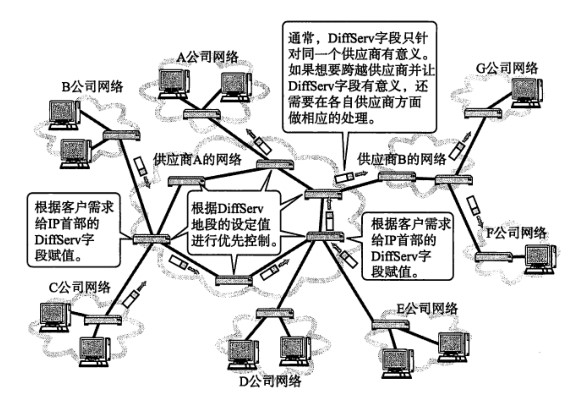 通常，DiffServ字段只针
对同一个供应商有意义。
如果想要跨越供应商并让
DiffServ字段有意义，还
需要在各自供应商方面
做相应的处理。
A公司网络
G公司网络
B公司网络
供应商A的网络
供应商B的网络
根据客户需求
给IP首部的
DiffServ字
段赋值。
根据DiffServ
地段的设定值
进行优先控制。
根据客户需求
给IP首部的
DiffServ字
段赋值。
F公司网络
C公司网络
E公司网络
D公司网络